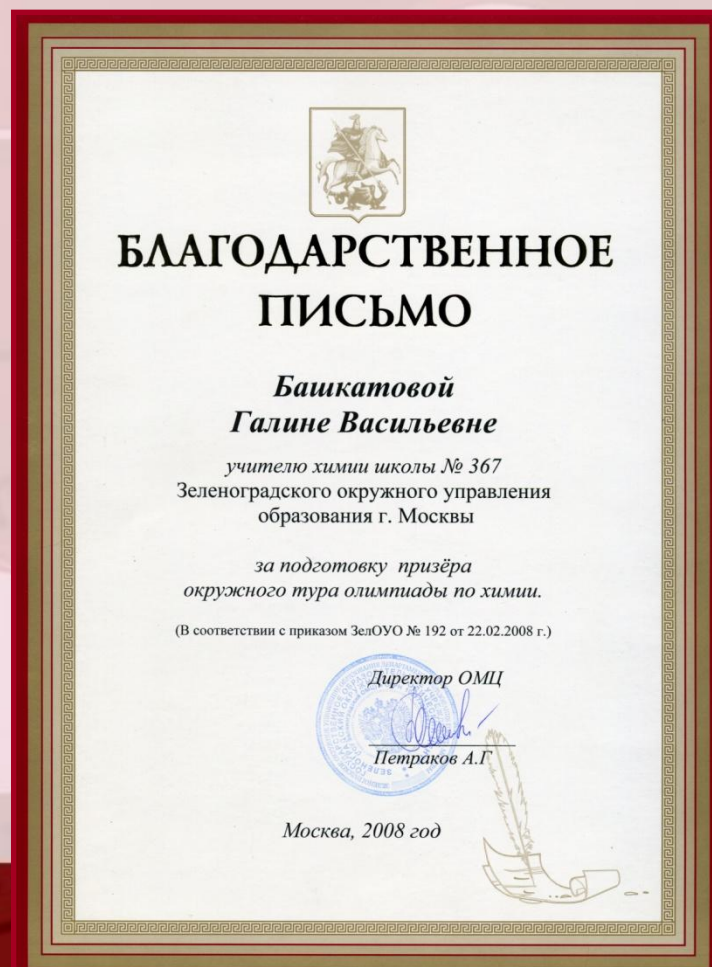 БЛАГОДАРСТВЕННОЕ
ПИСЬМО
Башкатовой
Галине Васильевне
учителю химии школы № 367
Зеленоградского окружного управления
образования г. Москвы
за подготовку призёра
окружного тура олимпиады по химии.
(В соответствии с приказом ЗелОУО № 192 от 22.02.2008 г.)
Директор ОМЦ
Петраков А.Г
Москва, 2008 год